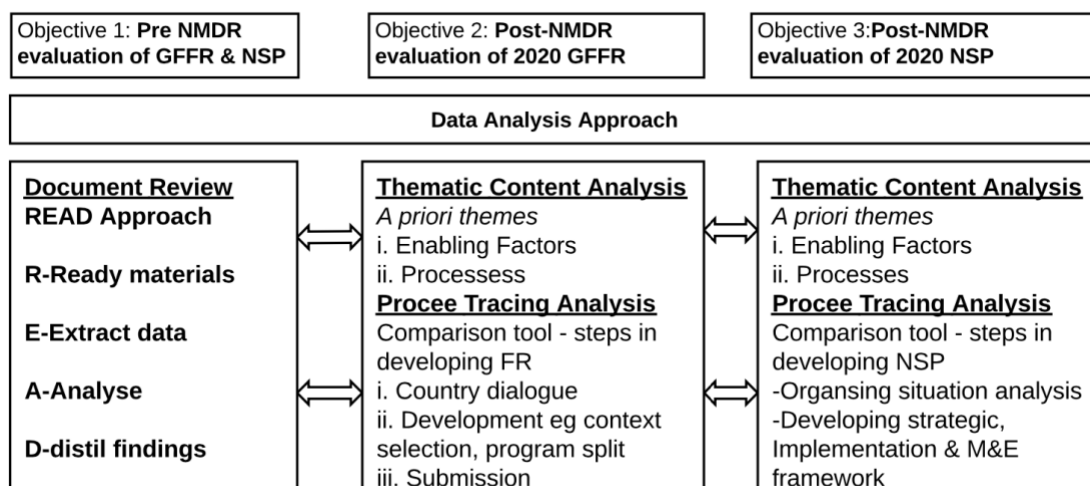 Objective 1: Pre NMDR
evaluation of GFFR & NSP
Objective 2: Post-NMDR
evaluation of 2020 GFFR
Objective 3:Post-NMDR
evaluation of 2020 NSP
Data Analysis Approach
Document Review
READ Approach
R-Ready materials
E-Extract data
A-Analyse
D-distil findings
Thematic Content Analysis
A priori themes
i. Enabling Factors
ii. Processess
Procee Tracing Analysis
Comparison tool - steps in
developing FR
i. Country dialogue
ii. Development eg context
selection, program split
iii. Submission
Thematic Content Analysis
A priori themes
i. Enabling Factors
ii. Processes
Procee Tracing Analysis
Comparison tool - steps in
developing NSP
-Organsing situation analysis
-Developing strategic,
Implementation & M&E
framework